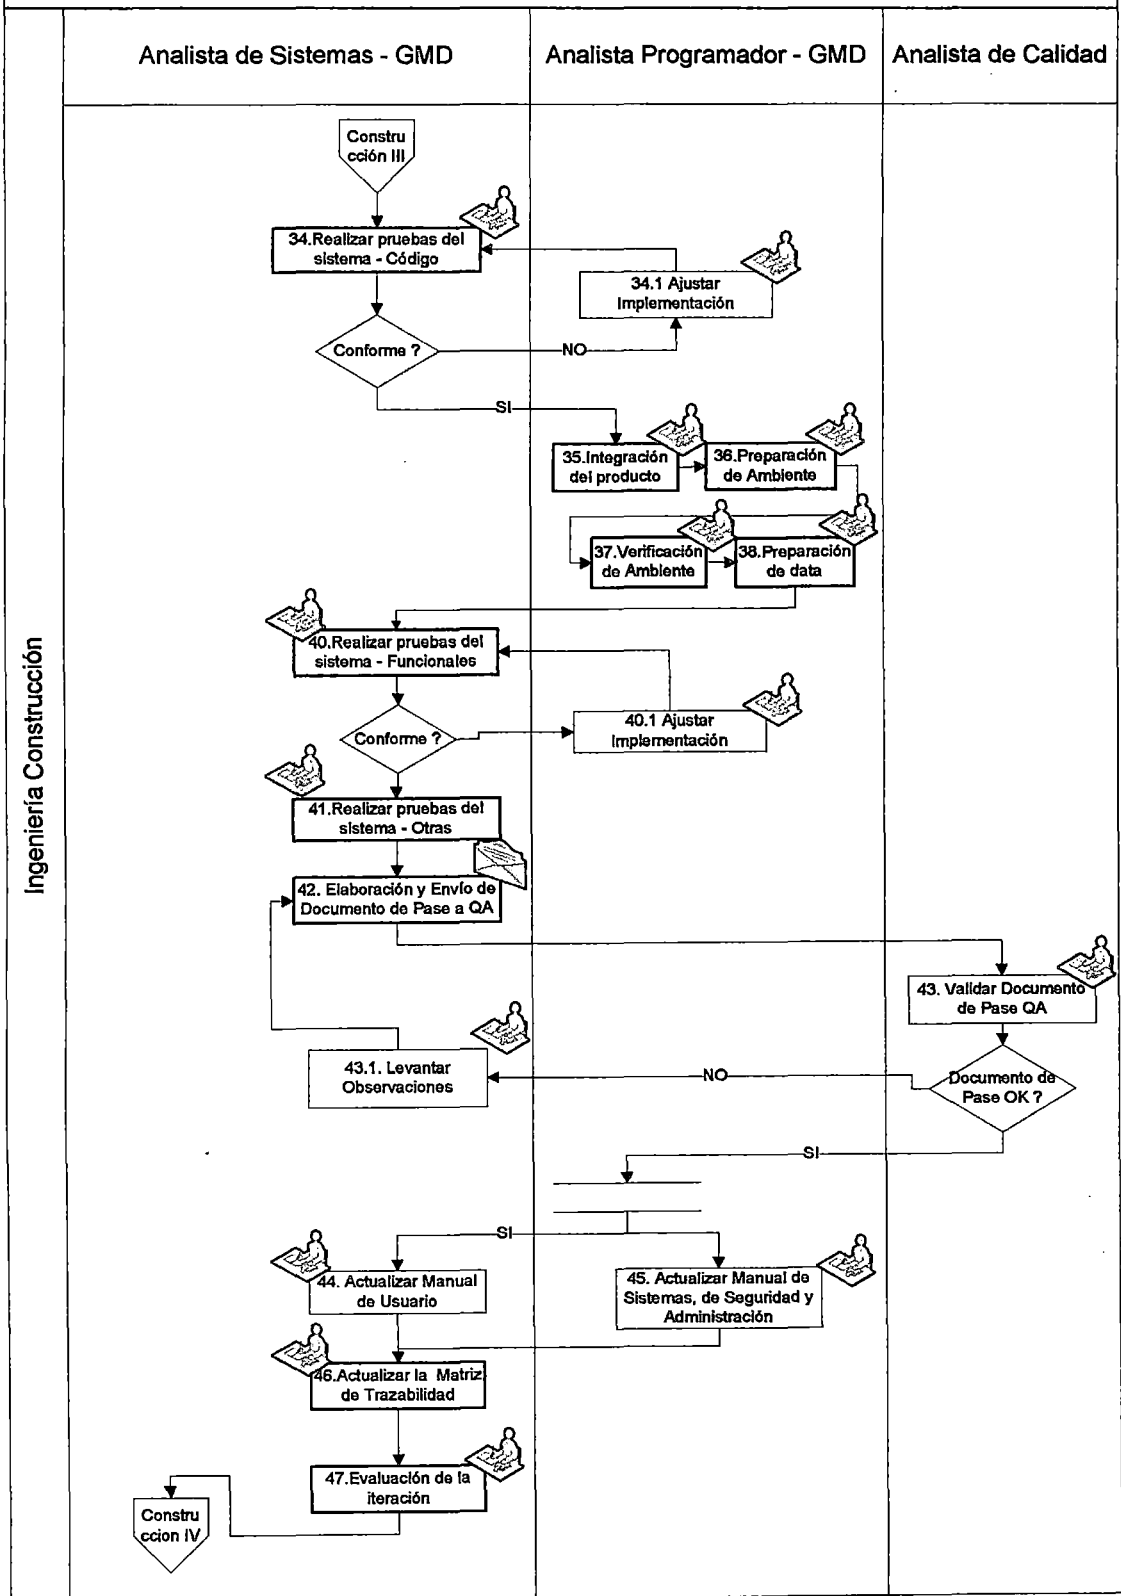 Analista de Sistemas - GMD
Analista Programador - GMD
Analista de Calidad
Ingeniería Construcción
Constru
cción III
34.Realizar pruebas del
sistema - Código
34.1 Ajustar
Implementación
Conforme ?
NO
SI
35.Integración
del producto
36.Preparación
de Ambiente
37.Verificación
de Ambiente
38.Preparación
de data
40.Realizar pruebas del
sistema - Funcionales
40.1 Ajustar
Implementación
Conforme ?
41.Realizar pruebas del
sistema - Otras
42. Elaboración y Envío de
Documento de Pase a QA
43. Validar Documento
de Pase QA
43.1. Levantar
Observaciones
NO
Documento de
Pase OK ?
SI
SI
44. Actualizar Manual
de Usuario
45. Actualizar Manual de
Sistemas, de Seguridad y
Administración
46.Actualizar la Matriz
de Trazabilidad
47.Evaluación de la
iteración
Constru
ccion IV